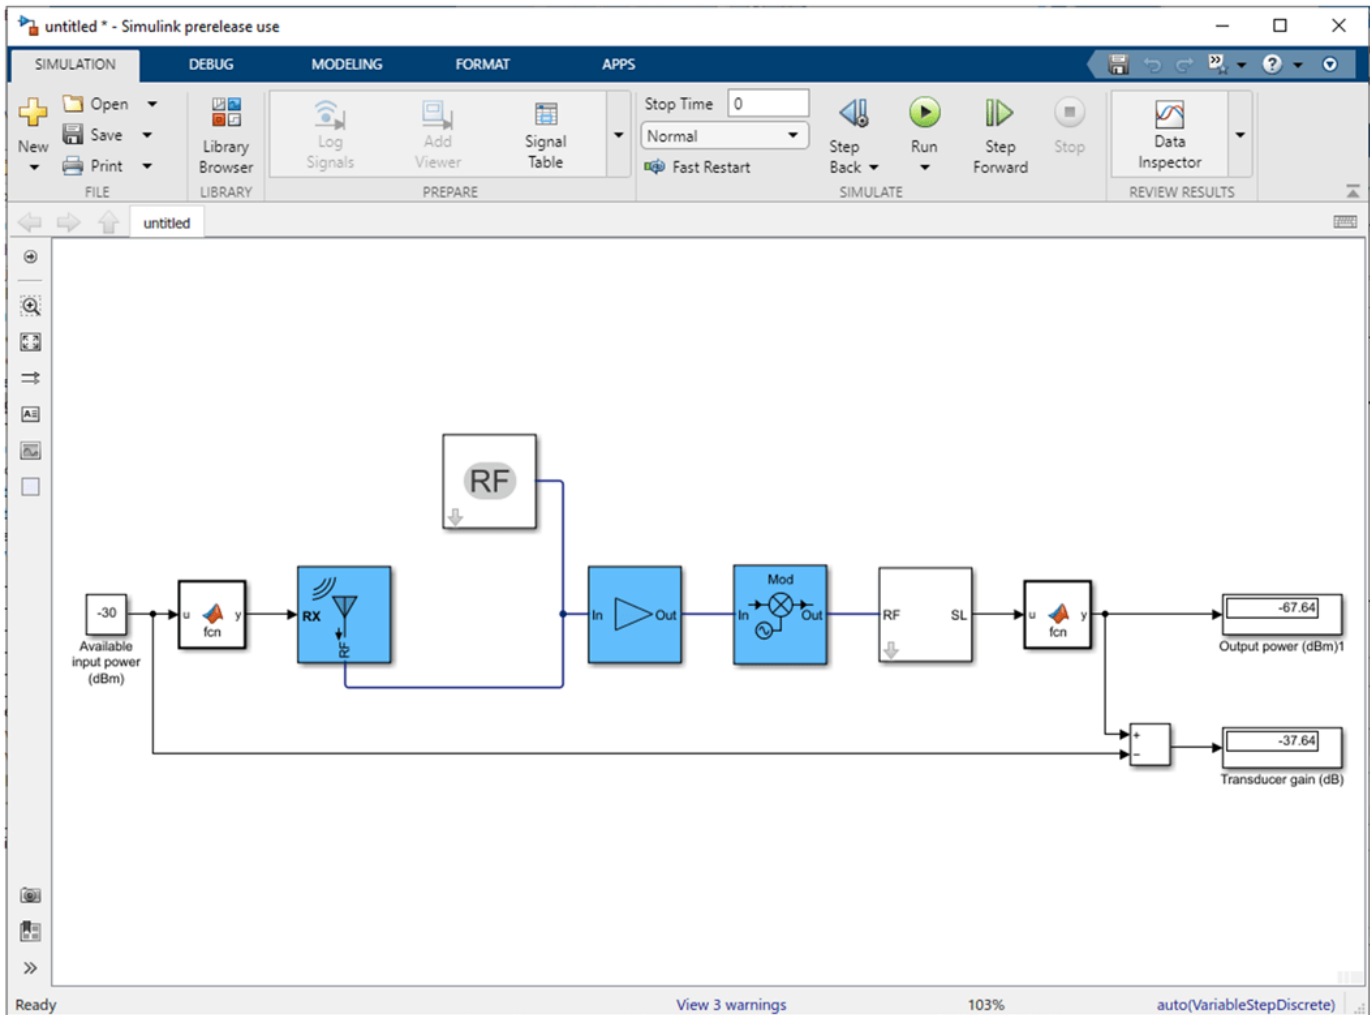 untitled * - Simulink prerelease use
SIMULATION DEBUG MODELING FORMAT APPS
New
Open
Save
Print
FILE
Library
Browser
LIBRARY
Log
Signals
Add
Viewer
Signal
Table
PREPARE
Stop Time 0
Normal
Fast Restart
Step
Back
Run
Step
Forward
Stop
SIMULATE
Data
Inspector
REVIEW RESULTS
untitled
RF
-30
Available
input power
(dBm)
u y
fcn
RX
RF
In Out
Mod
In Out
RF SL
u y
fcn
-67.64
Output power (dBm)1
+
−
-37.64
Transducer gain (dB)
Ready View 3 warnings 103% auto(VariableStepDiscrete)